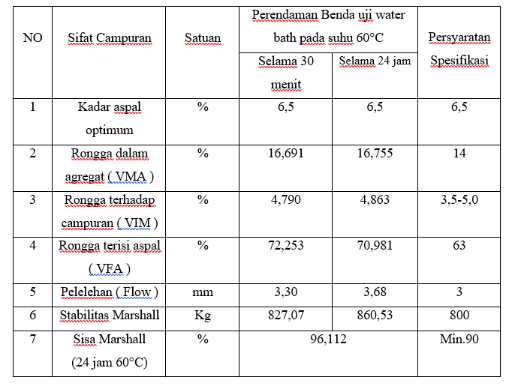 NO
Sifat Campuran
Satuan
Perendaman Benda uji water
bath pada suhu 60°C
Persyaratan
Spesifikasi
Selama 30
menit
Selama 24 jam
1
Kadar aspal
optimum
%
6,5
6,5
6,5
2
Rongga dalam
agregat ( VMA )
%
16,691
16,755
14
3
Rongga terhadap
campuran ( VIM )
%
4,790
4,863
3,5-5,0
4
Rongga terisi aspal
( VFA )
%
72,253
70,981
63
5
Pelelehan ( Flow )
mm
3,30
3,68
3
6
Stabilitas Marshall
Kg
827,07
860,53
800
7
Sisa Marshall
(24 jam 60°C)
%
96,112
Min.90